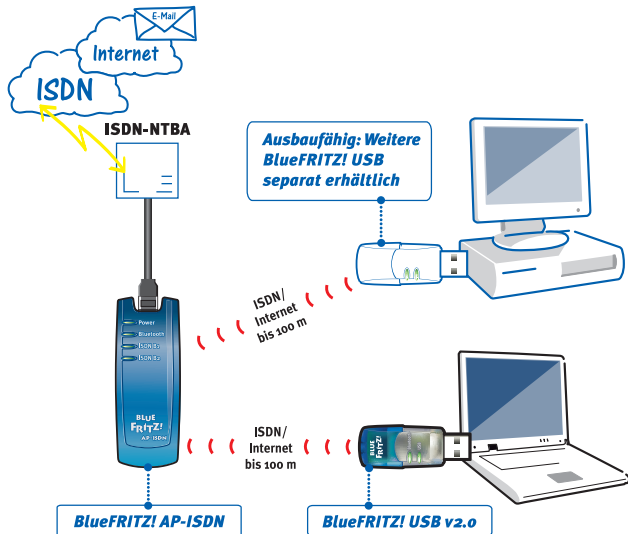 E-Mail
Internet
ISDN
ISDN-NTBA
Ausbaufähig: Weitere
BlueFRITZ! USB
separat erhältlich
ISDN/
Internet
bis 100 m
Power
Bluetooth
ISDN B1
ISDN B2
BLUE
FRITZ!
AP ISDN
ISDN/
Internet
bis 100 m
BLUE
FRITZ!
BlueFRITZ! AP-ISDN
BlueFRITZ! USB v2.0